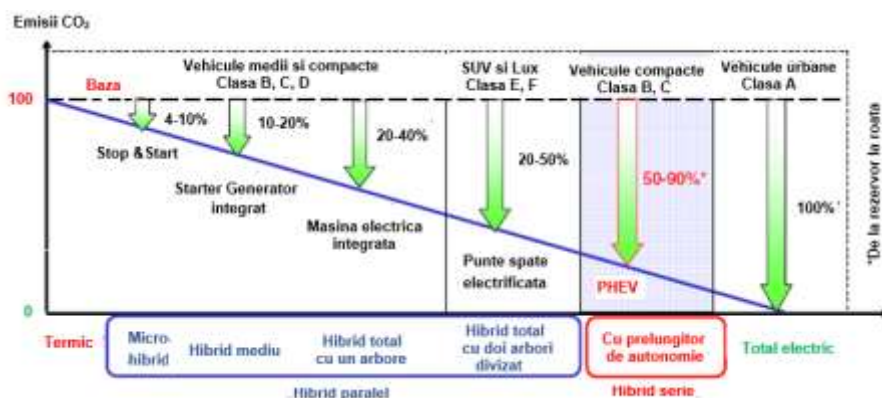 Emisii CO₂
Baza
Vehicule medii si compacte
Clasa B, C, D
SUV si Lux
Clasa E, F
Vehicule compacte
Clasa B, C
Vehicule urbane
Clasa A
100
4-10%
10-20%
20-40%
20-50%
50-90%*
100%*
Stop & Start
Starter Generator
integrat
Masina electrica
integrata
Punte spate
electrificata
PHEV
*De la rezervor la roata
0
Termic
Micro-
hibrid
Hibrid mediu
Hibrid total
cu un arbore
Hibrid total
cu doi arbori
divizat
Cu prelungitor
de autonomie
Total electric
Hibrid paralel
Hibrid serie